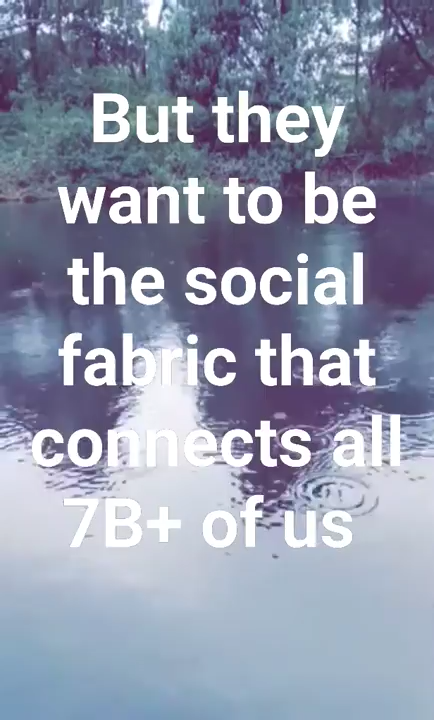 But they
want to be
the social
fabric that
connects all
7B+ of us